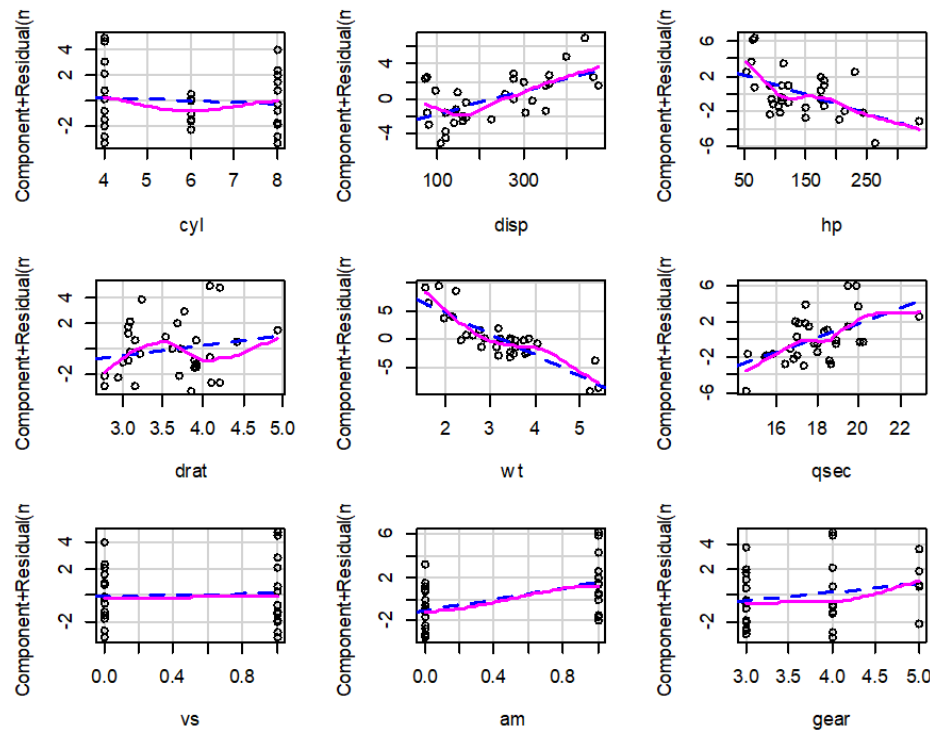 Component+Residual(m
4
2
-2
4 5 6 7 8
cyl
Component+Residual(m
4
0
-4
100 300
disp
Component+Residual(m
6
2
-2
-6
50 150 250
hp
Component+Residual(m
4
2
-2
3.0 3.5 4.0 4.5 5.0
drat
Component+Residual(m
5
0
-5
2 3 4 5
wt
Component+Residual(m
6
2
-2
-6
16 18 20 22
qsec
Component+Residual(m
4
2
-2
0.0 0.4 0.8
vs
Component+Residual(m
6
2
-2
0.0 0.4 0.8
am
Component+Residual(m
4
2
-2
3.0 3.5 4.0 4.5 5.0
gear